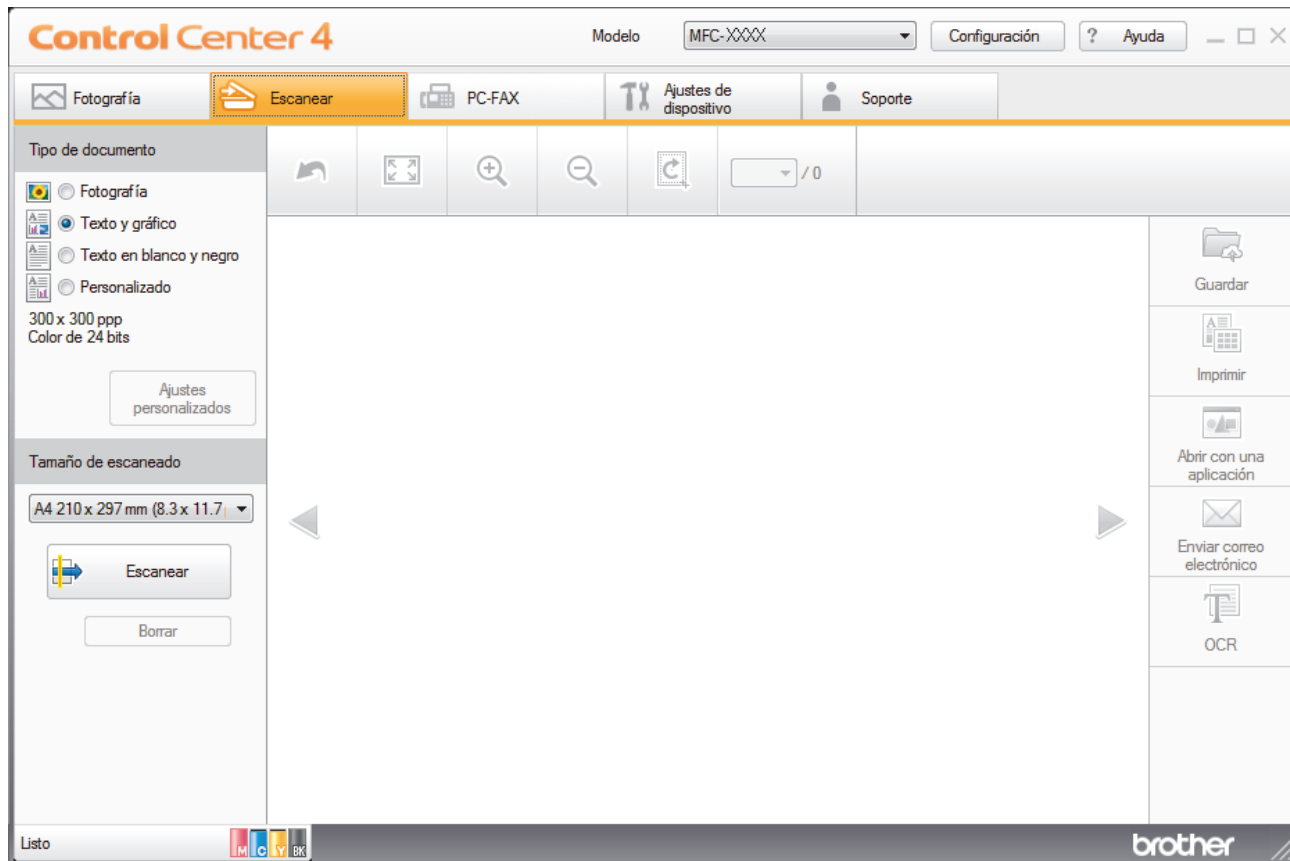 Control Center 4
Modelo
MFC-XXXX
Configuración
? Ayuda
Fotografía
Escanear
PC-FAX
Ajustes de
dispositivo
Soporte
Tipo de documento
Fotografía
Texto y gráfico
Texto en blanco y negro
Personalizado
300 x 300 ppp
Color de 24 bits
Ajustes
personalizados
Tamaño de escaneado
A4 210 x 297 mm (8.3 x 11.7
Escanear
Borrar
/ 0
Guardar
Imprimir
Abrir con una
aplicación
Enviar correo
electrónico
OCR
Listo
M C Y BK
brother